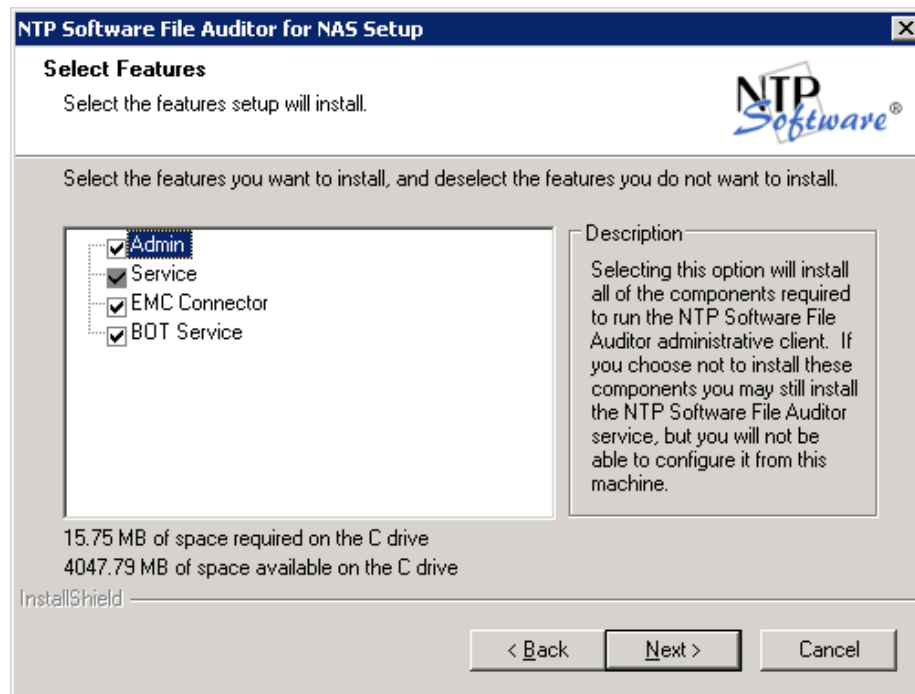 NTP Software File Auditor for NAS Setup
Select Features
Select the features setup will install.
NTP
Software®
Select the features you want to install, and deselect the features you do not want to install.
Admin
Service
EMC Connector
BOT Service
Description
Selecting this option will install
all of the components required
to run the NTP Software File
Auditor administrative client. If
you choose not to install these
components you may still install
the NTP Software File Auditor
service, but you will not be
able to configure it from this
machine.
15.75 MB of space required on the C drive
4047.79 MB of space available on the C drive
InstallShield
< Back
Next >
Cancel